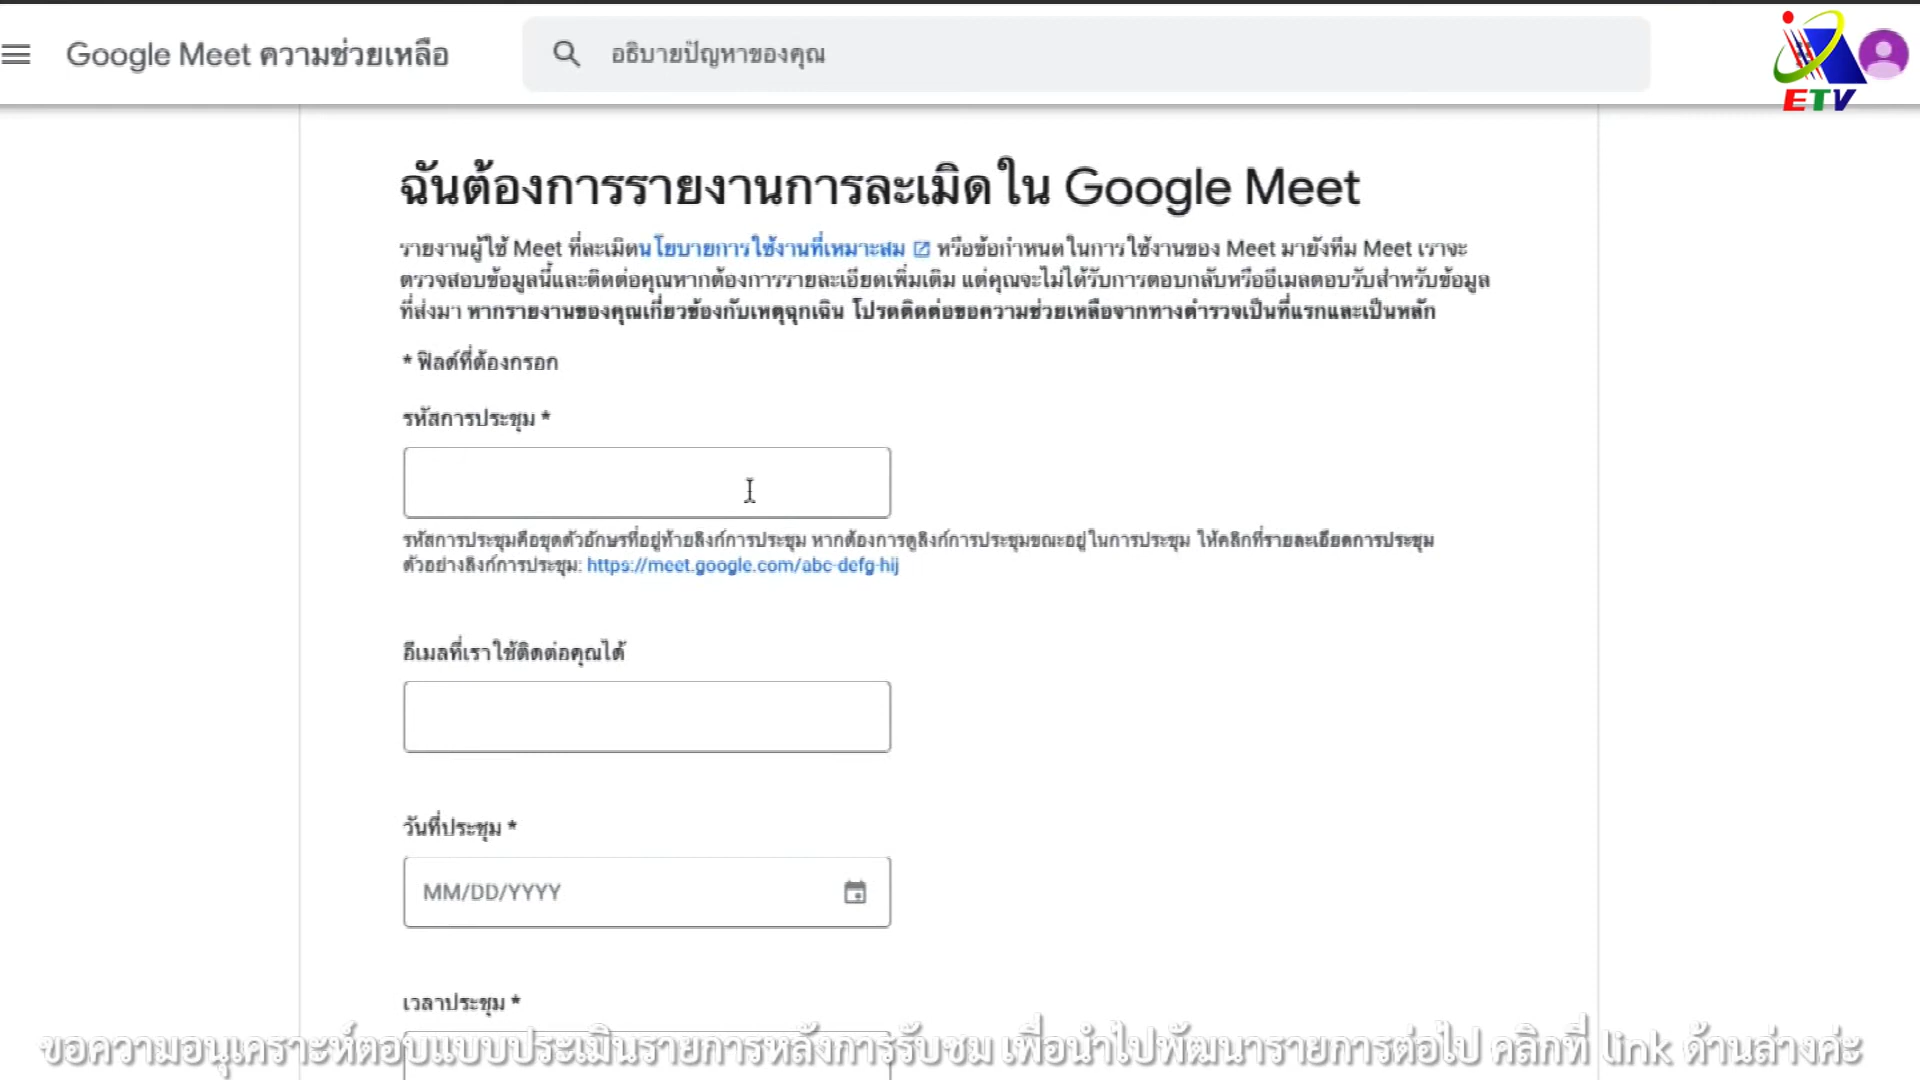 Google Meet ความช่วยเหลือ
อธิบายปัญหาของคุณ
ETV
ฉันต้องการรายงานการละเมิดใน Google Meet
รายงานผู้ใช้ Meet ที่ละเมิดนโยบายการใช้งานที่เหมาะสม หรือข้อกำหนดในการใช้งานของ Meet มายังทีม Meet เราจะ
ตรวจสอบข้อมูลนี้และติดต่อคุณหากต้องการรายละเอียดเพิ่มเติม แต่คุณจะไม่ได้รับการตอบกลับหรืออีเมลตอบรับสำหรับข้อมูล
ที่ส่งมา หากรายงานของคุณเกี่ยวข้องกับเหตุฉุกเฉิน โปรดติดต่อขอความช่วยเหลือจากทางตำรวจเป็นที่แรกและเป็นหลัก
* ฟิลด์ที่ต้องกรอก
รหัสการประชุม *
รหัสการประชุมคือชุดตัวอักษรที่อยู่ท้ายลิงก์การประชุม หากต้องการดูลิงก์การประชุมขณะอยู่ในการประชุม ให้คลิกที่รายละเอียดการประชุม
ตัวอย่างลิงก์การประชุม: https://meet.google.com/abc-defg-hij
อีเมลที่เราใช้ติดต่อคุณได้
วันที่ประชุม *
MM/DD/YYYY
เวลาประชุม *
ขอความอนุเคราะห์ตอบแบบประเมินรายการหลังการรับชม เพื่อนำไปพัฒนารายการต่อไป คลิกที่ link ด้านล่างค่ะ